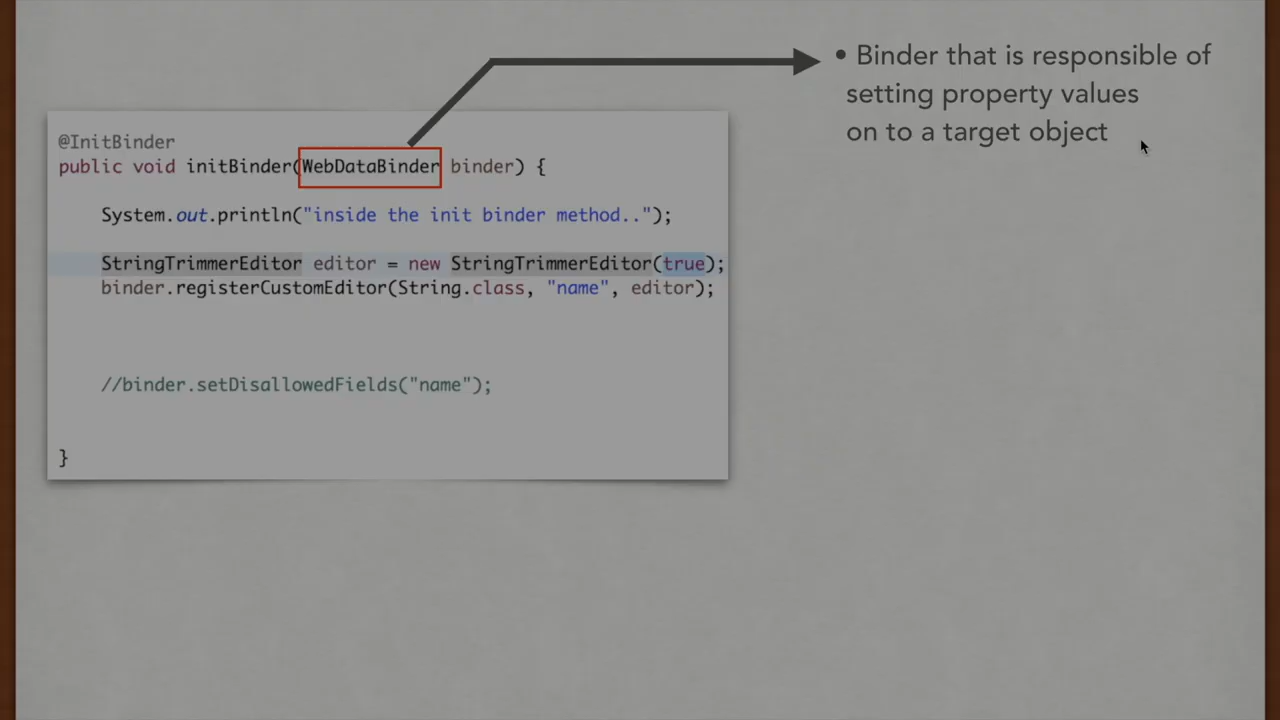 • Binder that is responsible of
setting property values
on to a target object
@InitBinder
public void initBinder(WebDataBinder binder) {
System.out.println("inside the init binder method..");
StringTrimmerEditor editor = new StringTrimmerEditor(true);
binder.registerCustomEditor(String.class, "name", editor);
//binder.setDisallowedFields("name");
}